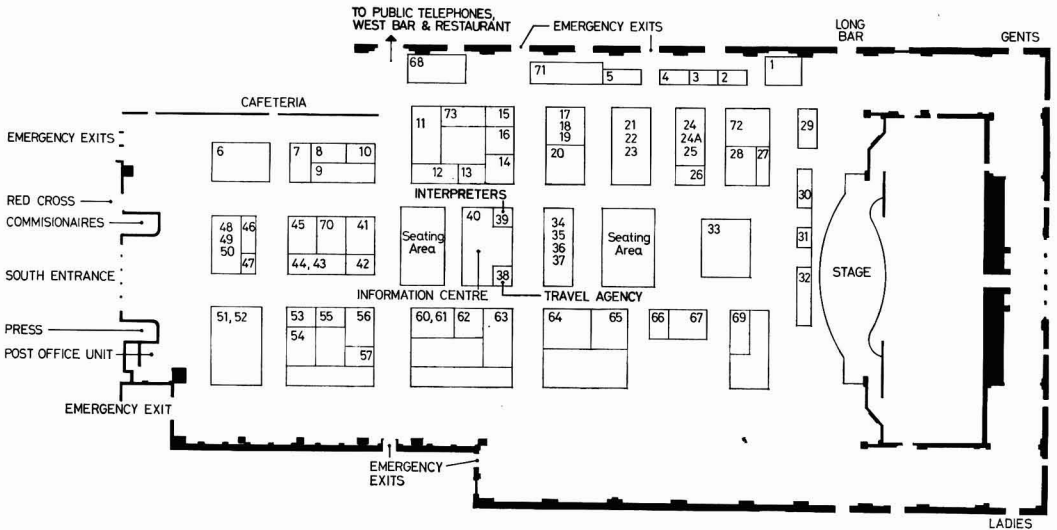 TO PUBLIC TELEPHONES,
WEST BAR & RESTAURANT
EMERGENCY EXITS
LONG
BAR
GENTS
68
71
5
4
3
2
1
CAFETERIA
EMERGENCY EXITS
6
7
8
10
9
11
73
15
16
14
12
13
17
18
19
20
21
22
23
24
24A
25
26
72
28
27
29
RED CROSS
COMMISIONAIRES
INTERPRETERS
30
31
32
48
49
50
46
47
45
70
41
44, 43
42
Seating
Area
40
39
38
34
35
36
37
Seating
Area
33
STAGE
SOUTH ENTRANCE
INFORMATION CENTRE
TRAVEL AGENCY
PRESS
POST OFFICE UNIT
51, 52
53
55
56
54
57
60, 61
62
63
64
65
66
67
69
EMERGENCY EXIT
EMERGENCY
EXITS
LADIES